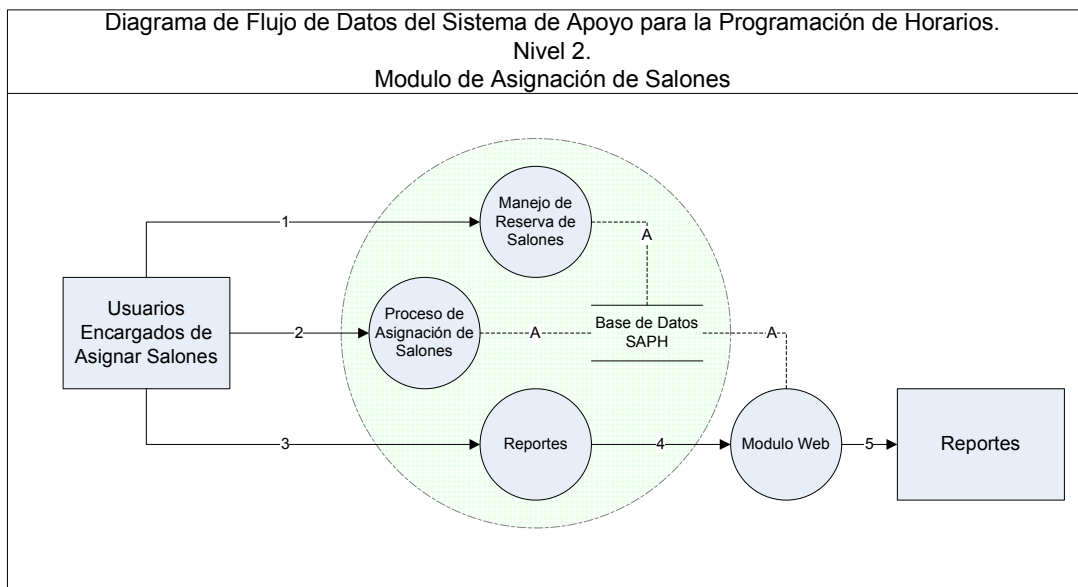 Diagrama de Flujo de Datos del Sistema de Apoyo para la Programación de Horarios.
Nivel 2.
Modulo de Asignación de Salones
Manejo de
Reserva de
Salones
1
A
Usuarios
Encargados de
Asignar Salones
2
Proceso de
Asignación de
Salones
A
Base de Datos
SAPH
A
3
Reportes
4
Modulo Web
5
Reportes